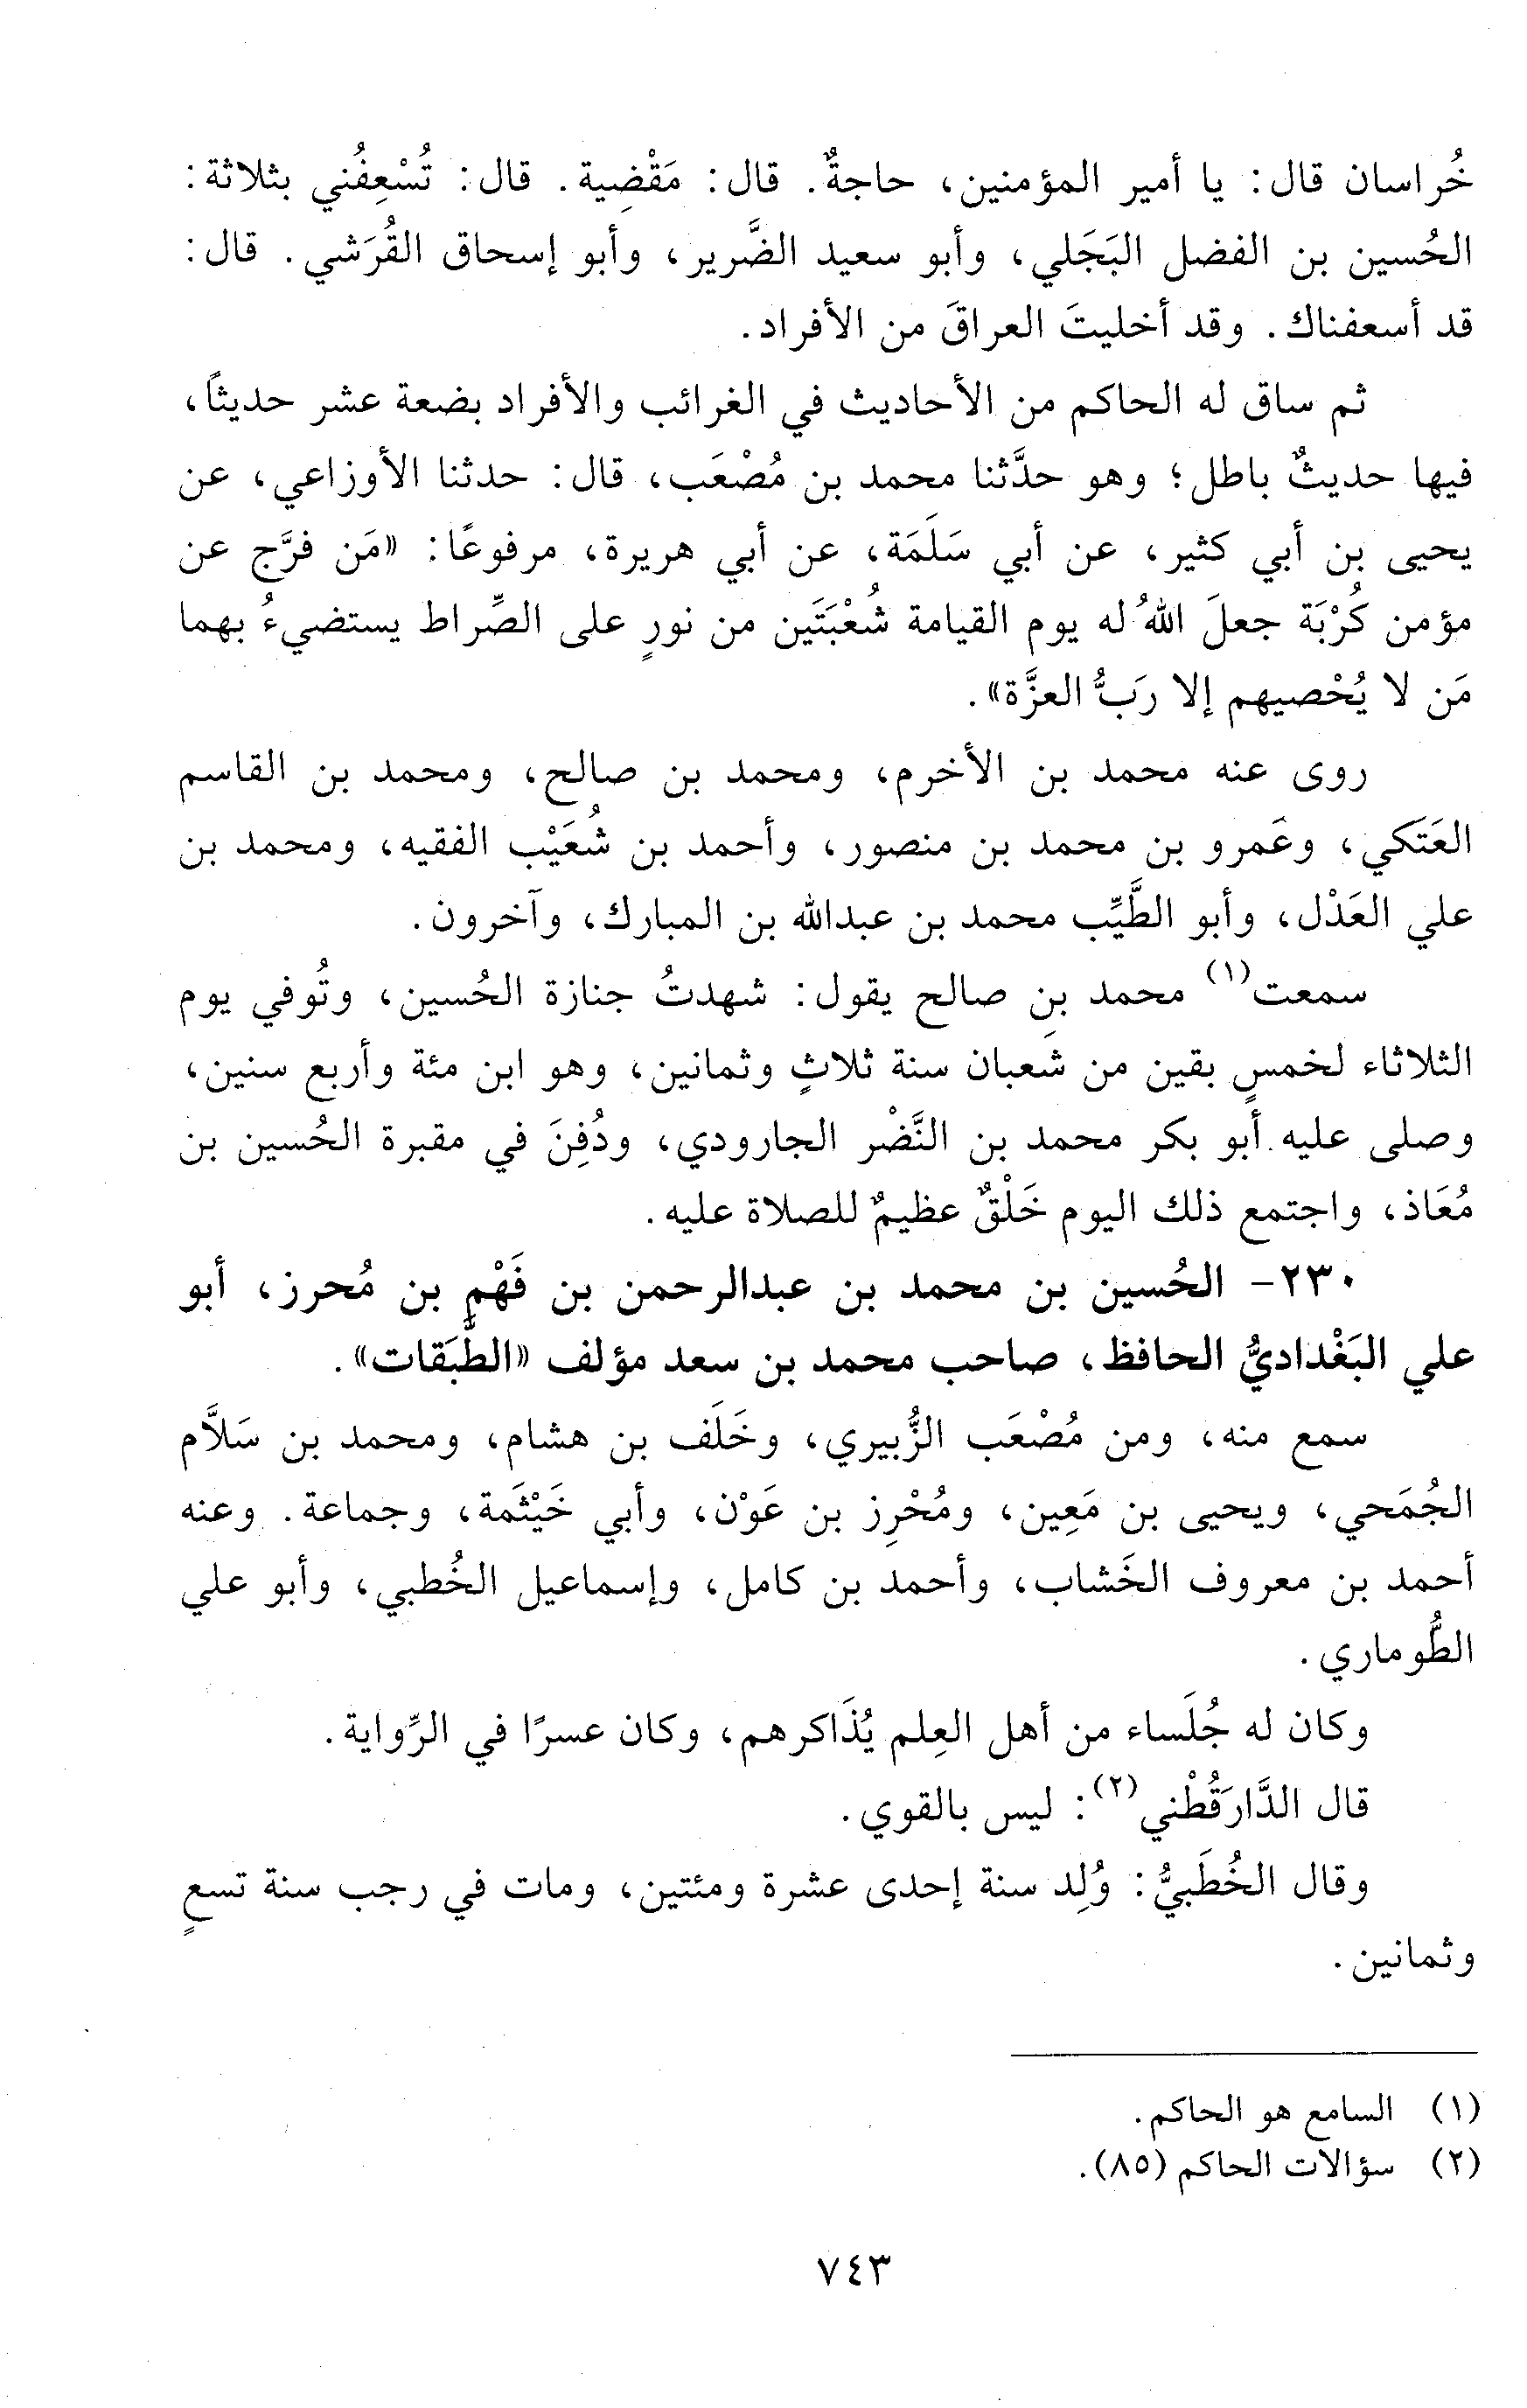 خُراسان قال: يا أمير المؤمنين، حاجةٌ. قال: مَقْضِية. قال: تُسْعِفُني بثلاثة:
الحُسين بن الفضل البَجَلي، وأبو سعيد الضَّرير، وأبو إسحاق القُرَشي. قال:
قد أسعفناك. وقد أخليتَ العراقَ من الأفراد.
ثم ساق له الحاكم من الأحاديث في الغرائب والأفراد بضعة عشر حديثًا،
فيها حديثٌ باطل؛ وهو حدَّثنا محمد بن مُصْعَب، قال: حدثنا الأوزاعي، عن
يحيى بن أبي كثير، عن أبي سَلَمَة، عن أبي هريرة، مرفوعًا: «مَن فرَّج عن
مؤمن كُرْبَة جعلَ اللهُ له يوم القيامة شُعْبَتَين من نورٍ على الصِّراط يستضيءُ بهما
مَن لا يُحْصيهم إلا رَبُّ العزَّة».
روى عنه محمد بن الأخرم، ومحمد بن صالح، ومحمد بن القاسم
العَتَكي، وعَمرو بن محمد بن منصور، وأحمد بن شُعَيْب الفقيه، ومحمد بن
علي العَدْل، وأبو الطَّيِّب محمد بن عبدالله بن المبارك، وآخرون.
سمعت(١) محمد بنِ صالح يقول: شهدتُ جنازة الحُسين، وتُوفي يوم
الثلاثاء لخمسٍ بقين من شعبان سنة ثلاثٍ وثمانين، وهو ابن مئة وأربع سنين،
وصلى عليه أبو بكر محمد بن النَّضْر الجارودي، ودُفِنَ في مقبرة الحُسين بن
مُعَاذ، واجتمع ذلك اليوم خَلْقٌ عظيمٌ للصلاة عليه.
٢٣٠- الحُسين بن محمد بن عبدالرحمن بن فَهْمٍ بن مُحرز، أبو
علي البَغْداديُّ الحافظ، صاحب محمد بن سعد مؤلف «الطَّبَقات».
سمع منه، ومن مُصْعَب الزُّبيري، وخَلَف بن هشام، ومحمد بن سَلاَّم
الجُمَحي، ويحيى بن مَعِين، ومُحْرِز بن عَوْن، وأبي خَيْثَمة، وجماعة. وعنه
أحمد بن معروف الخَشاب، وأحمد بن كامل، وإسماعيل الخُطبي، وأبو علي
الطُّوماري.
وكان له جُلَساء من أهل العِلم يُذَاكرهم، وكان عسرًا في الرِّواية.
قال الدَّارَقُطْني(٢): ليس بالقوي.
وقال الخُطَبيُّ: وُلِد سنة إحدى عشرة ومئتين، ومات في رجب سنة تسعٍ
وثمانين.
(١) السامع هو الحاكم.
(٢) سؤالات الحاكم (٨٥).
٧٤٣